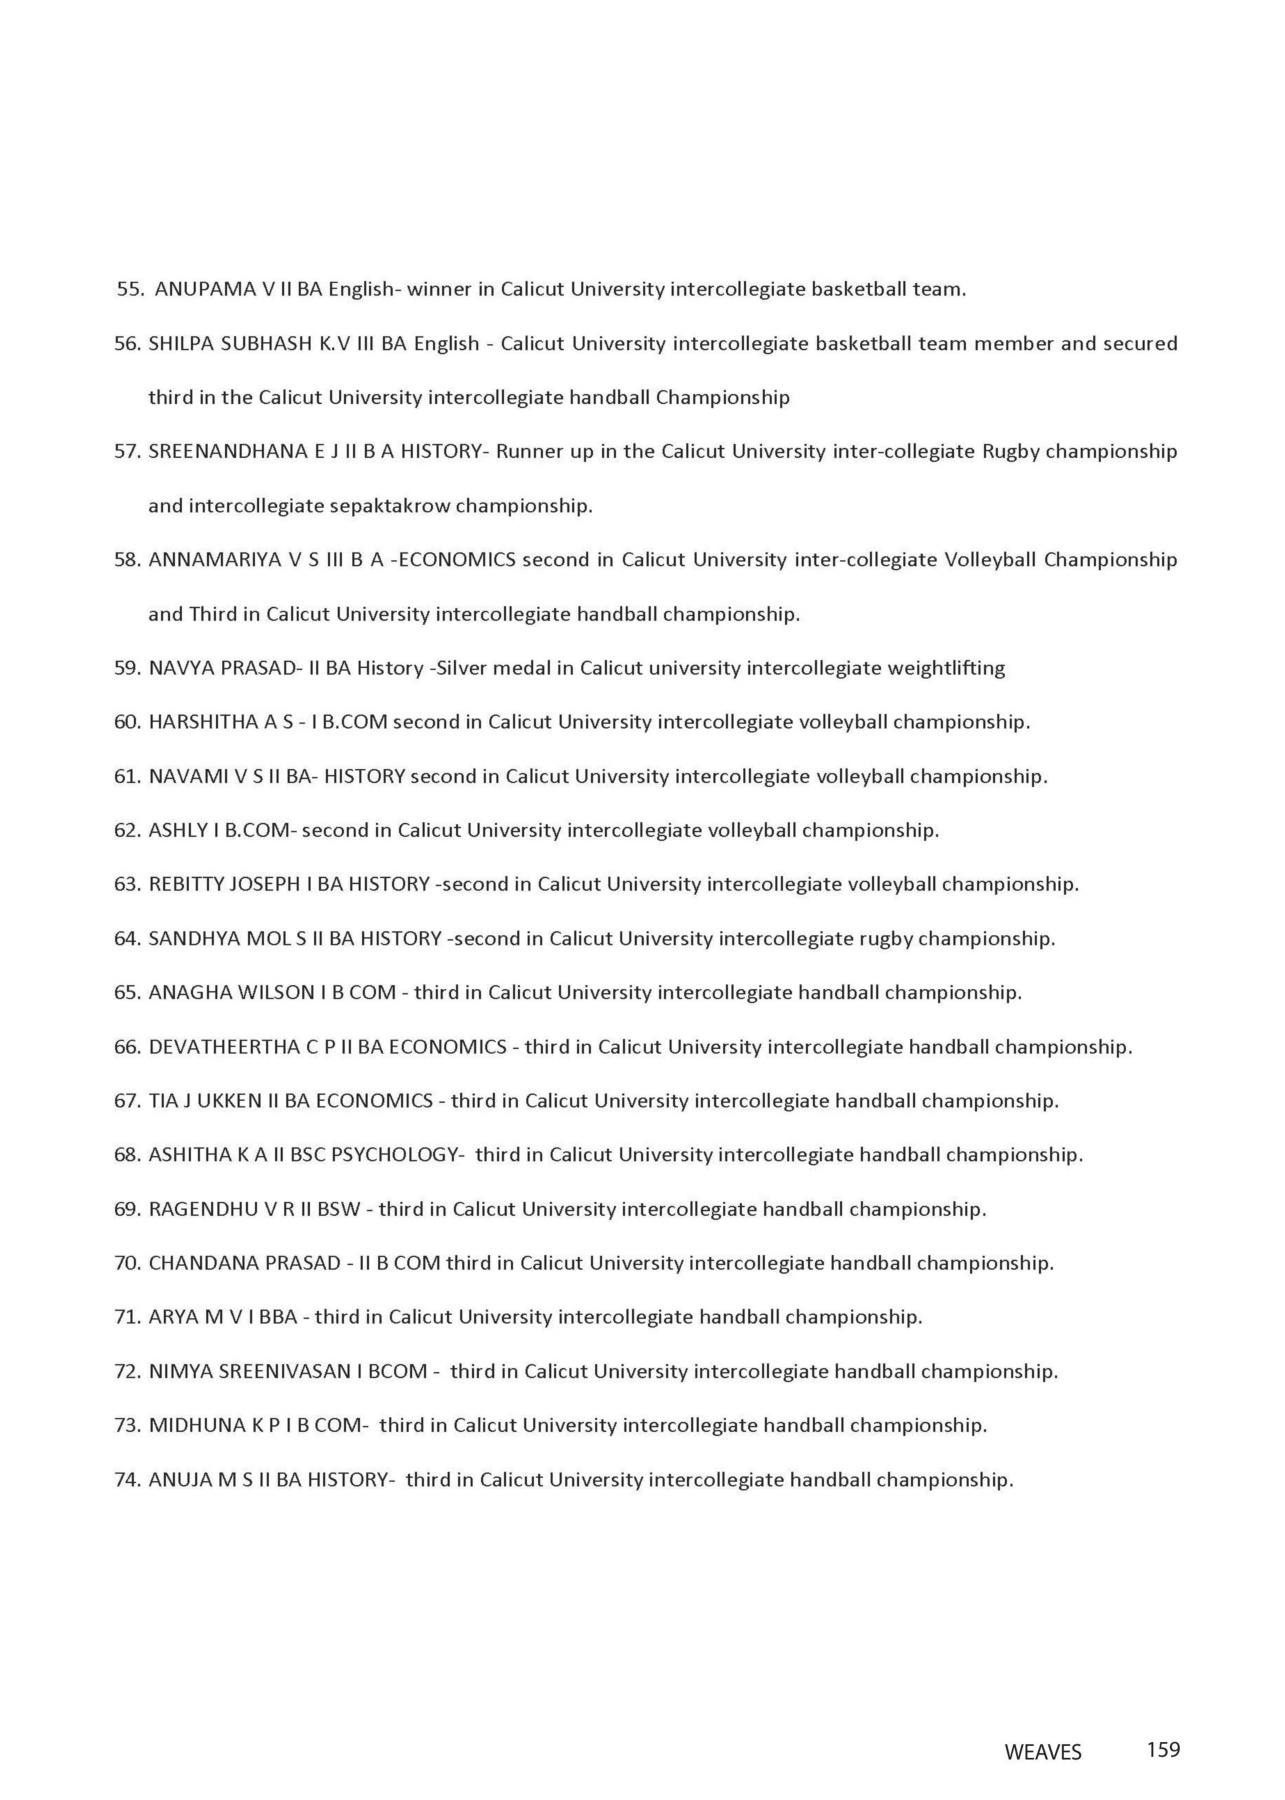 55. ANUPAMA V II BA English- winner in Calicut University intercollegiate basketball team.
56. SHILPA SUBHASH K.V III BA English - Calicut University intercollegiate basketball team member and secured
third in the Calicut University intercollegiate handball Championship
57. SREENANDHANA E J II B A HISTORY- Runner up in the Calicut University inter-collegiate Rugby championship
and intercollegiate sepaktakrow championship.
58. ANNAMARIYA V S III B A -ECONOMICS second in Calicut University inter-collegiate Volleyball Championship
and Third in Calicut University intercollegiate handball championship.
59. NAVYA PRASAD- II BA History -Silver medal in Calicut university intercollegiate weightlifting
60. HARSHITHA A S - I B.COM second in Calicut University intercollegiate volleyball championship.
61. NAVAMI V S II BA- HISTORY second in Calicut University intercollegiate volleyball championship.
62. ASHLY I B.COM- second in Calicut University intercollegiate volleyball championship.
63. REBITTY JOSEPH I BA HISTORY -second in Calicut University intercollegiate volleyball championship.
64. SANDHYA MOL S II BA HISTORY -second in Calicut University intercollegiate rugby championship.
65. ANAGHA WILSON I B COM - third in Calicut University intercollegiate handball championship.
66. DEVATHEERTHA C P II BA ECONOMICS - third in Calicut University intercollegiate handball championship.
67. TIA J UKKEN II BA ECONOMICS - third in Calicut University intercollegiate handball championship.
68. ASHITHA K A II BSC PSYCHOLOGY- third in Calicut University intercollegiate handball championship.
69. RAGENDHU V R II BSW - third in Calicut University intercollegiate handball championship.
70. CHANDANA PRASAD - II B COM third in Calicut University intercollegiate handball championship.
71. ARYA M V I BBA - third in Calicut University intercollegiate handball championship.
72. NIMYA SREENIVASAN I BCOM - third in Calicut University intercollegiate handball championship.
73. MIDHUNA K P I B COM- third in Calicut University intercollegiate handball championship.
74. ANUJA M S II BA HISTORY- third in Calicut University intercollegiate handball championship.
WEAVES 159